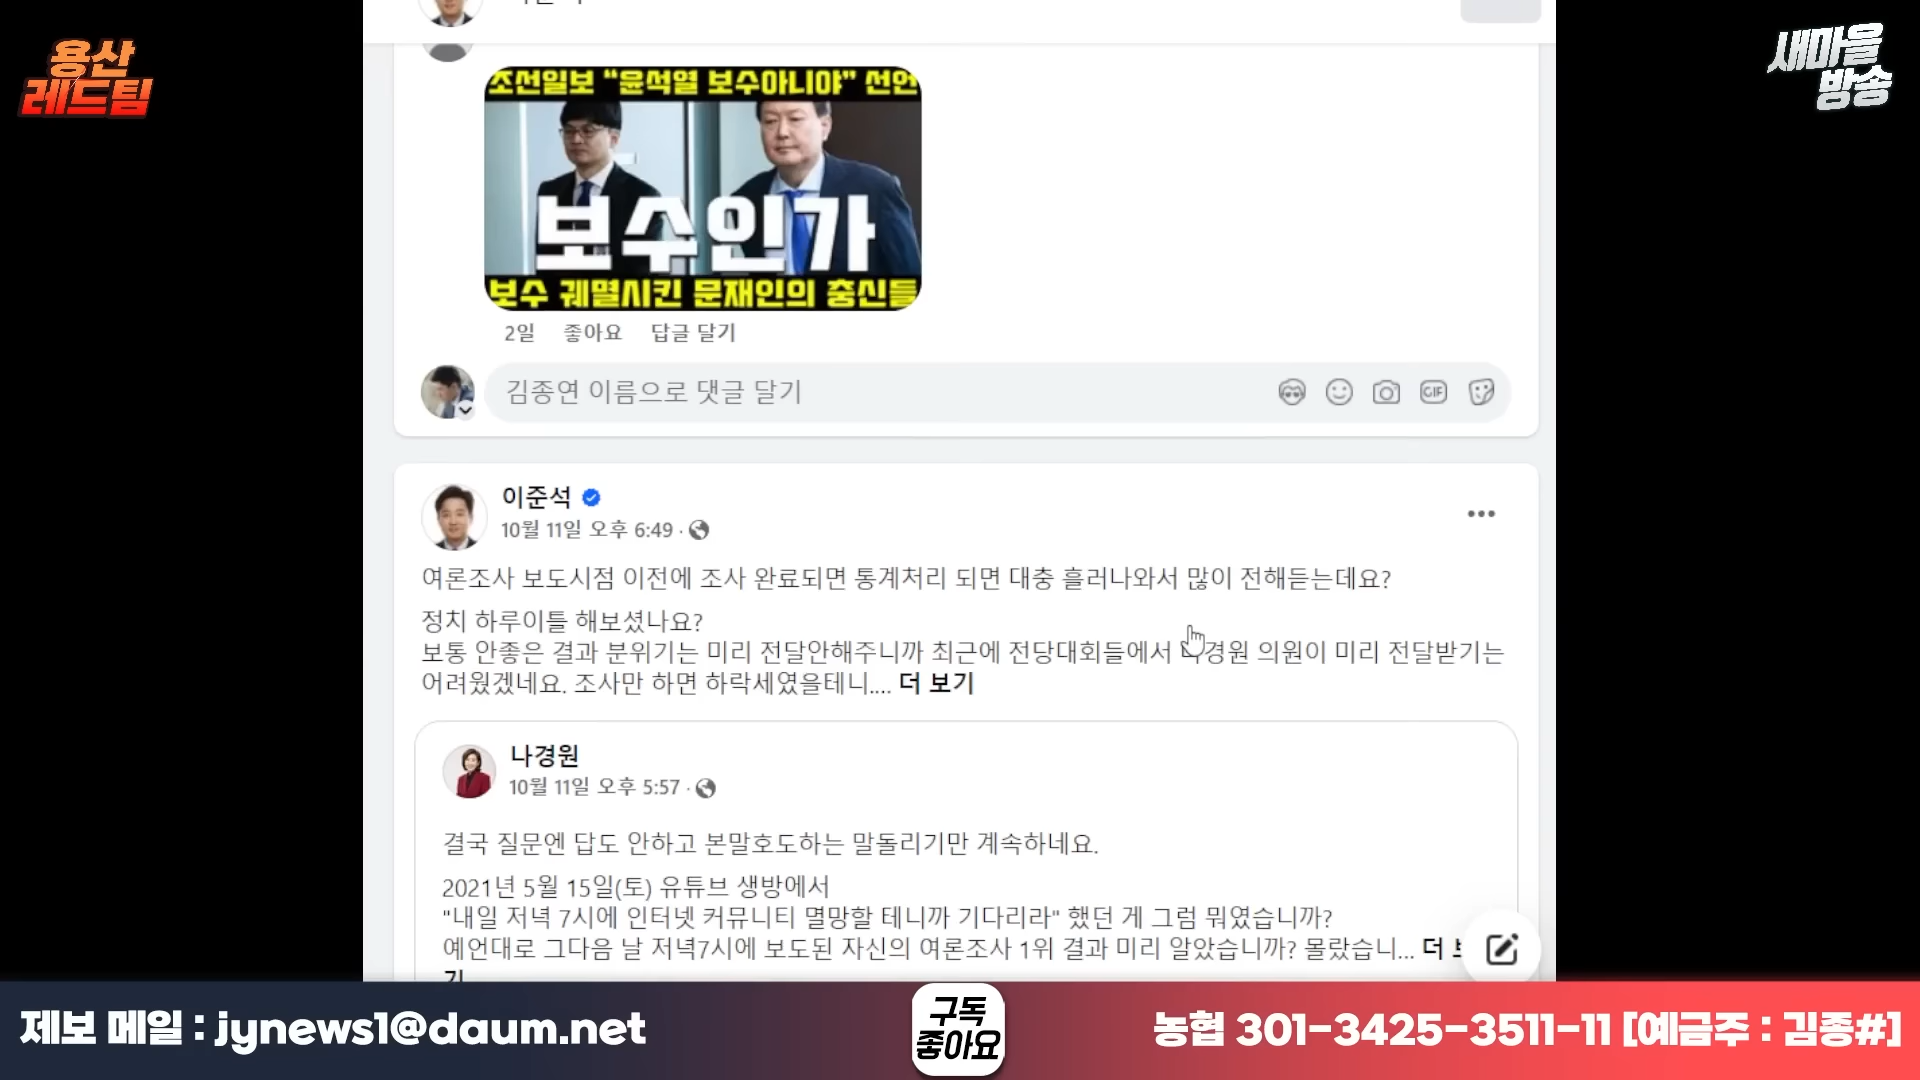 용산
레드팀
새마을
방송
조선일보 “윤석열 보수아니야” 선언
보수인가
보수 궤멸시킨 문재인의 충신들
2일 좋아요 답글 달기
김종연 이름으로 댓글 달기
GIF
이준석
10월 11일 오후 6:49 ·
여론조사 보도시점 이전에 조사 완료되면 통계처리 되면 대충 흘러나와서 많이 전해듣는데요?
정치 하루이틀 해보셨나요?
보통 안좋은 결과 분위기는 미리 전달안해주니까 최근에 전당대회들에서 나경원 의원이 미리 전달받기는
어려웠겠네요. 조사만 하면 하락세였을테니.... 더 보기
나경원
10월 11일 오후 5:57 ·
결국 질문엔 답도 안하고 본말호도하는 말돌리기만 계속하네요.
2021년 5월 15일(토) 유튜브 생방에서
"내일 저녁 7시에 인터넷 커뮤니티 멸망할 테니까 기다리라" 했던 게 그럼 뭐였습니까?
예언대로 그다음 날 저녁7시에 보도된 자신의 여론조사 1위 결과 미리 알았습니까? 몰랐습니... 더 보
기
제보 메일 : jynews1@daum.net
구독
좋아요
농협 301-3425-3511-11 [예금주 : 김종#]